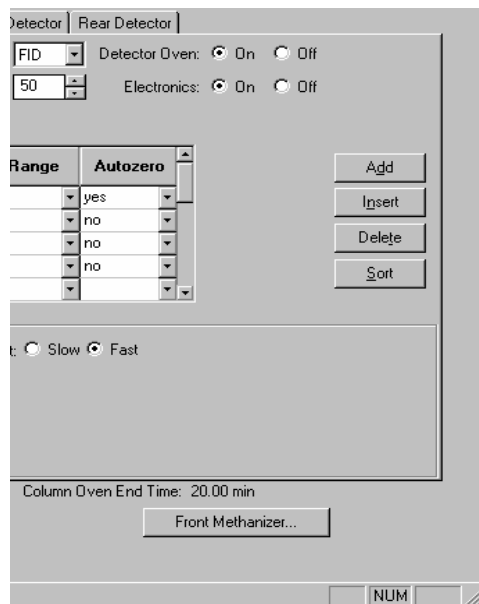 Detector Rear Detector
FID Detector Oven: On Off
50 Electronics: On Off
Range Autozero
Add
yes
Insert
no
no
Delete
no
Sort
Slow Fast
Column Oven End Time: 20.00 min
Front Methanizer...
NUM